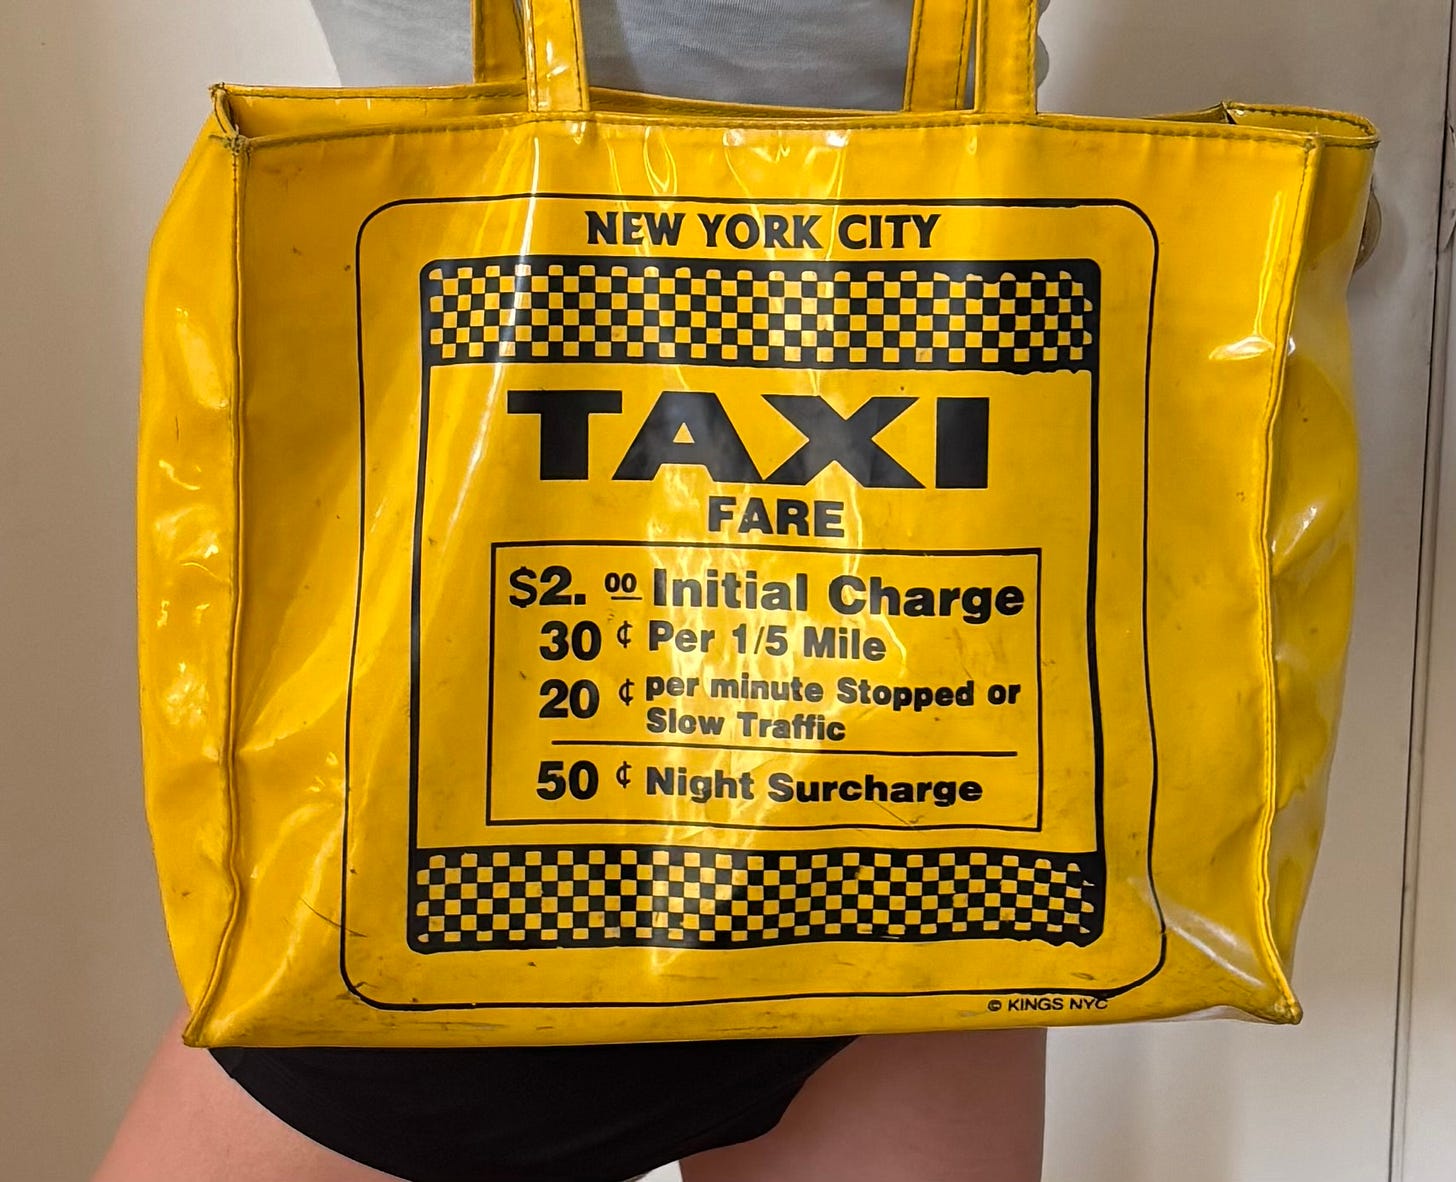 NEW YORK CITY
TAXI
FARE
$2. 00 Initial Charge
30 ¢ Per 1/5 Mile
20 ¢ per minute Stopped or
Slow Traffic
50 ¢ Night Surcharge
© KINGS NYC